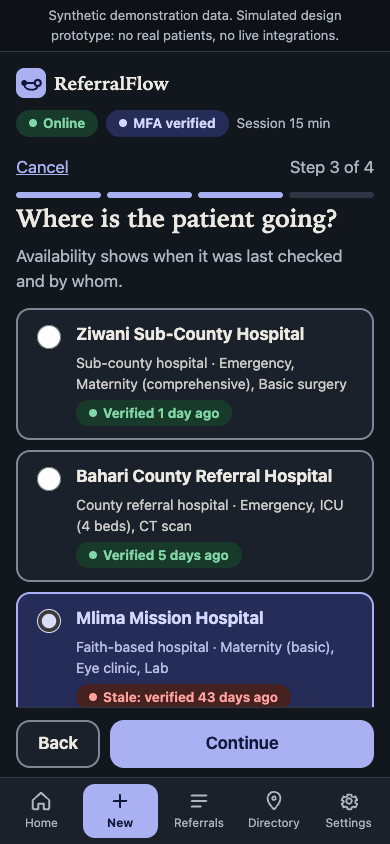 Synthetic demonstration data. Simulated design
prototype: no real patients, no live integrations.
ReferralFlow
Online
MFA verified
Session 15 min
Cancel
Step 3 of 4
Where is the patient going?
Availability shows when it was last checked
and by whom.
Ziwani Sub-County Hospital
Sub-county hospital · Emergency,
Maternity (comprehensive), Basic surgery
Verified 1 day ago
Bahari County Referral Hospital
County referral hospital · Emergency, ICU
(4 beds), CT scan
Verified 5 days ago
Mlima Mission Hospital
Faith-based hospital · Maternity (basic),
Eye clinic, Lab
Stale: verified 43 days ago
Back
Continue
Home
New
Referrals
Directory
Settings